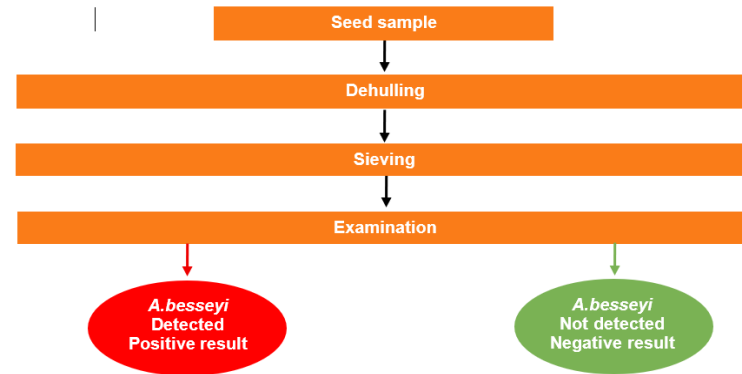 Seed sample
Dehulling
Sieving
Examination
A.besseyi
Detected
Positive result
A.besseyi
Not detected
Negative result